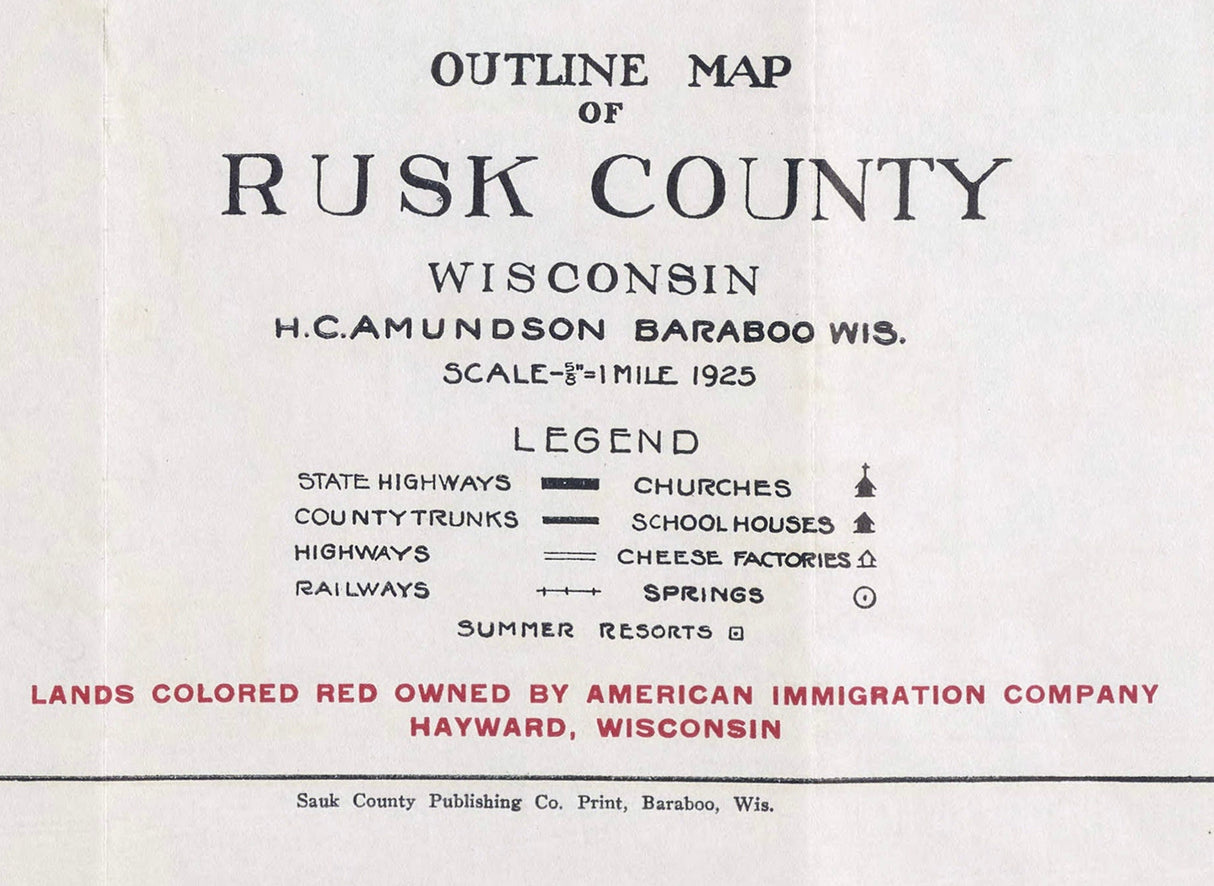 OUTLINE MAP
OF
RUSK COUNTY
WISCONSIN
H.C.AMUNDSON BARABOO WIS.
SCALE-5/8"=1 MILE 1925
LEGEND
STATE HIGHWAYS CHURCHES
COUNTY TRUNKS SCHOOL HOUSES
HIGHWAYS CHEESE FACTORIES
RAILWAYS SPRINGS
SUMMER RESORTS
LANDS COLORED RED OWNED BY AMERICAN IMMIGRATION COMPANY
HAYWARD, WISCONSIN
Sauk County Publishing Co. Print, Baraboo, Wis.